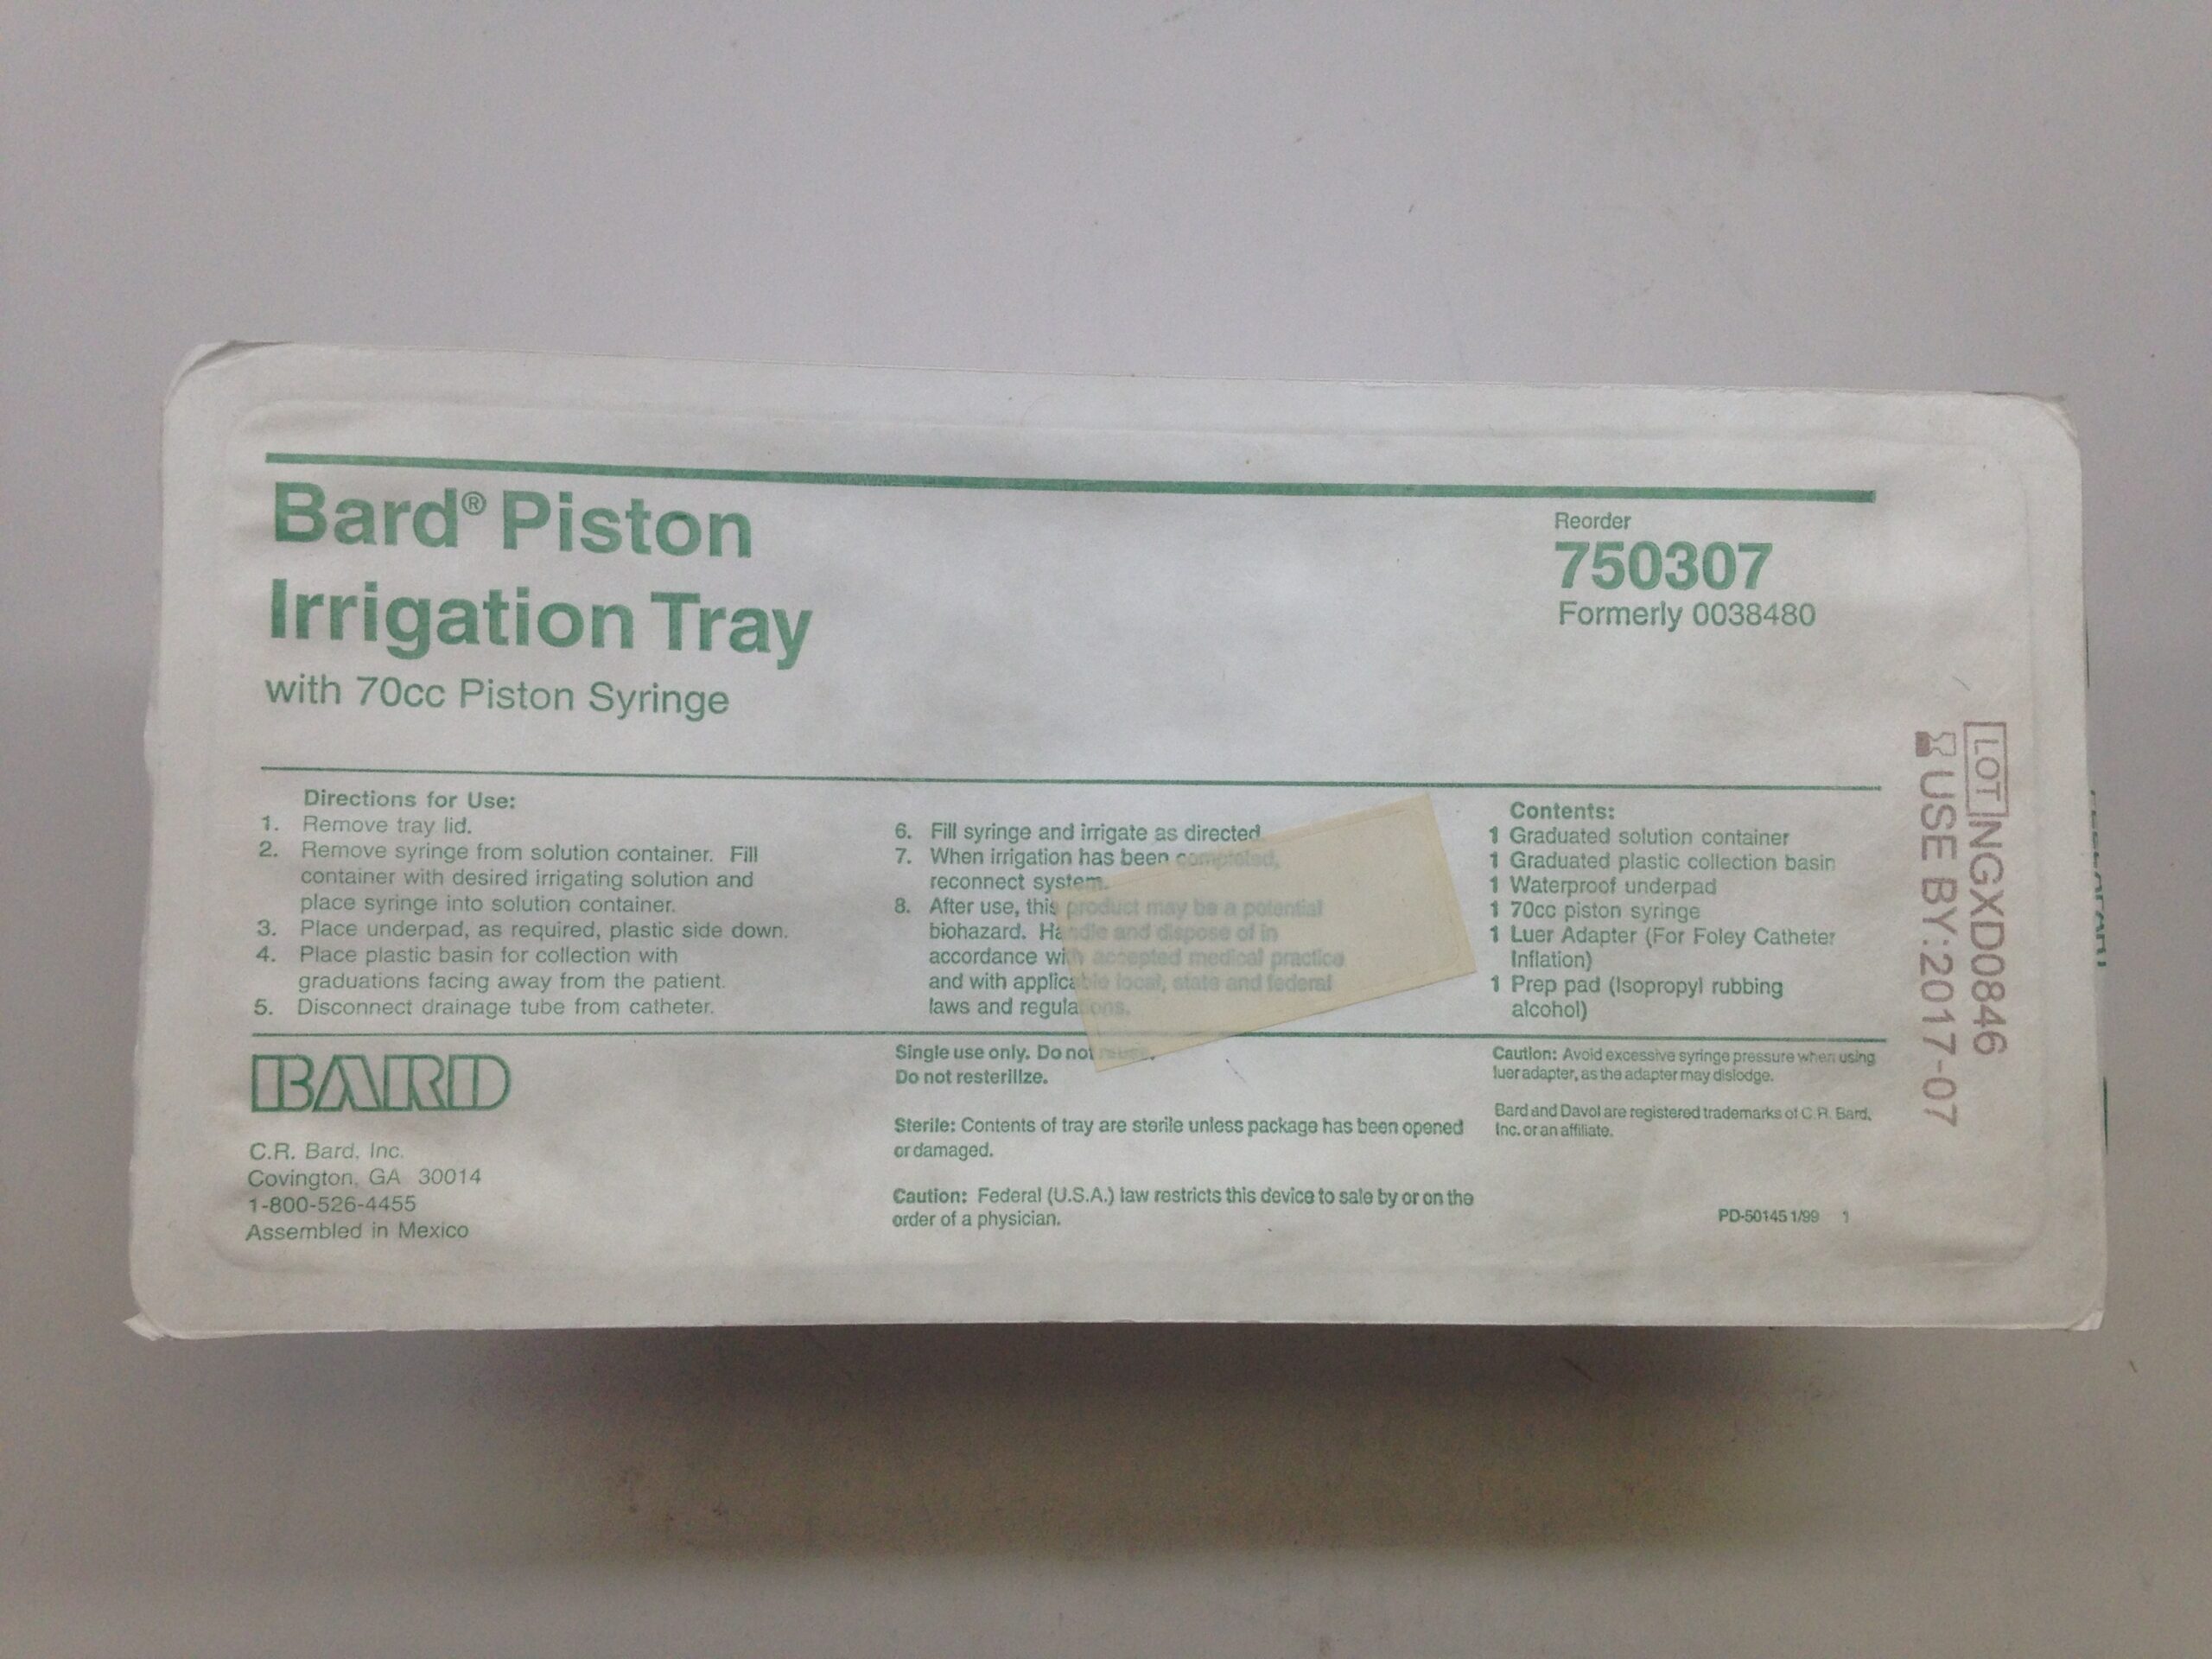 Bard® Piston
Irrigation Tray
with 70cc Piston Syringe
Reorder
750307
Formerly 0038480
Directions for Use:
1. Remove tray lid.
2. Remove syringe from solution container. Fill
container with desired irrigating solution and
place syringe into solution container.
3. Place underpad, as required, plastic side down.
4. Place plastic basin for collection with
graduations facing away from the patient.
5. Disconnect drainage tube from catheter.
6. Fill syringe and irrigate as directed.
7. When irrigation has been completed,
reconnect system.
8. After use, this product may be a potential
biohazard. Handle and dispose of in
accordance with accepted medical practice
and with applicable local, state and federal
laws and regulations.
Contents:
1 Graduated solution container
1 Graduated plastic collection basin
1 Waterproof underpad
1 70cc piston syringe
1 Luer Adapter (For Foley Catheter
Inflation)
1 Prep pad (Isopropyl rubbing
alcohol)
BARD
C.R. Bard, Inc.
Covington, GA 30014
1-800-526-4455
Assembled in Mexico
Single use only. Do not reuse.
Do not resterilize.
Sterile: Contents of tray are sterile unless package has been opened
or damaged.
Caution: Federal (U.S.A.) law restricts this device to sale by or on the
order of a physician.
Caution: Avoid excessive syringe pressure when using
luer adapter, as the adapter may dislodge.
Bard and Davol are registered trademarks of C.R. Bard,
Inc. or an affiliate.
PD-50145 1/99 1
LOT NGXD0846
USE BY:2017-07